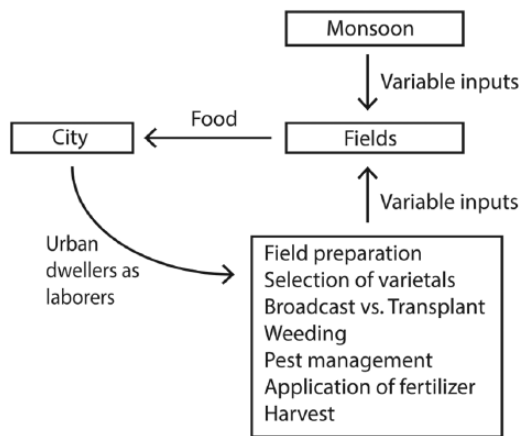 Monsoon
Variable inputs
Food
City
Fields
Variable inputs
Urban
dwellers as
laborers
Field preparation
Selection of varietals
Broadcast vs. Transplant
Weeding
Pest management
Application of fertilizer
Harvest